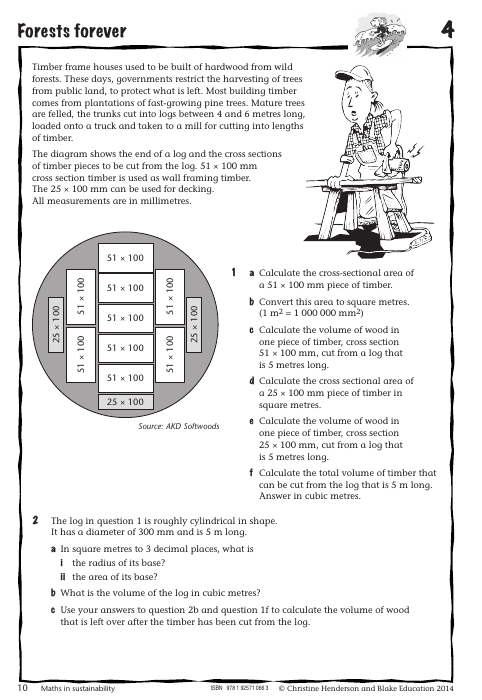 Forests forever
4
Timber frame houses used to be built of hardwood from wild
forests. These days, governments restrict the harvesting of trees
from public land, to protect what is left. Most building timber
comes from plantations of fast-growing pine trees. Mature trees
are felled, the trunks cut into logs between 4 and 6 metres long,
loaded onto a truck and taken to a mill for cutting into lengths
of timber.
The diagram shows the end of a log and the cross sections
of timber pieces to be cut from the log. 51 × 100 mm
cross section timber is used as wall framing timber.
The 25 × 100 mm can be used for decking.
All measurements are in millimetres.
51 × 100
51 × 100
51 × 100
51 × 100
51 × 100
25 × 100
25 × 100
51 × 100
51 × 100
51 × 100
51 × 100
25 × 100
Source: AKD Softwoods
1 a Calculate the cross-sectional area of
a 51 × 100 mm piece of timber.
b Convert this area to square metres.
(1 m² = 1 000 000 mm²)
c Calculate the volume of wood in
one piece of timber, cross section
51 × 100 mm, cut from a log that
is 5 metres long.
d Calculate the cross sectional area of
a 25 × 100 mm piece of timber in
square metres.
e Calculate the volume of wood in
one piece of timber, cross section
25 × 100 mm, cut from a log that
is 5 metres long.
f Calculate the total volume of timber that
can be cut from the log that is 5 m long.
Answer in cubic metres.
2 The log in question 1 is roughly cylindrical in shape.
It has a diameter of 300 mm and is 5 m long.
a In square metres to 3 decimal places, what is
i the radius of its base?
ii the area of its base?
b What is the volume of the log in cubic metres?
c Use your answers to question 2b and question 1f to calculate the volume of wood
that is left over after the timber has been cut from the log.
10 Maths in sustainability ISBN 978 1 92571 066 3 © Christine Henderson and Blake Education 2014